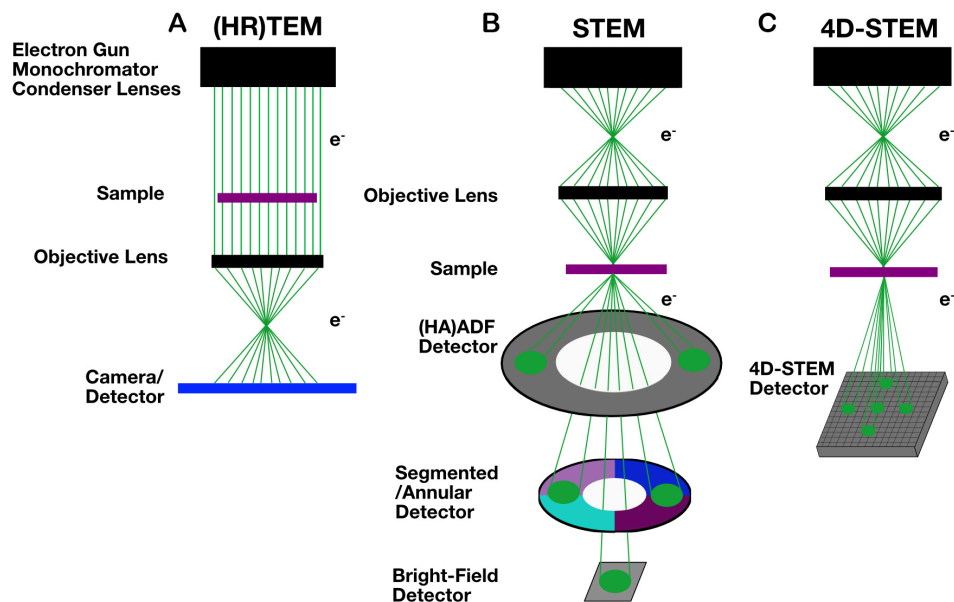 A
(HR)TEM
Electron Gun
Monochromator
Condenser Lenses
e-
Sample
Objective Lens
e-
Camera/
Detector
B
STEM
e-
Objective Lens
Sample
e-
(HA)ADF
Detector
Segmented
/Annular
Detector
Bright-Field
Detector
C
4D-STEM
e-
e-
4D-STEM
Detector